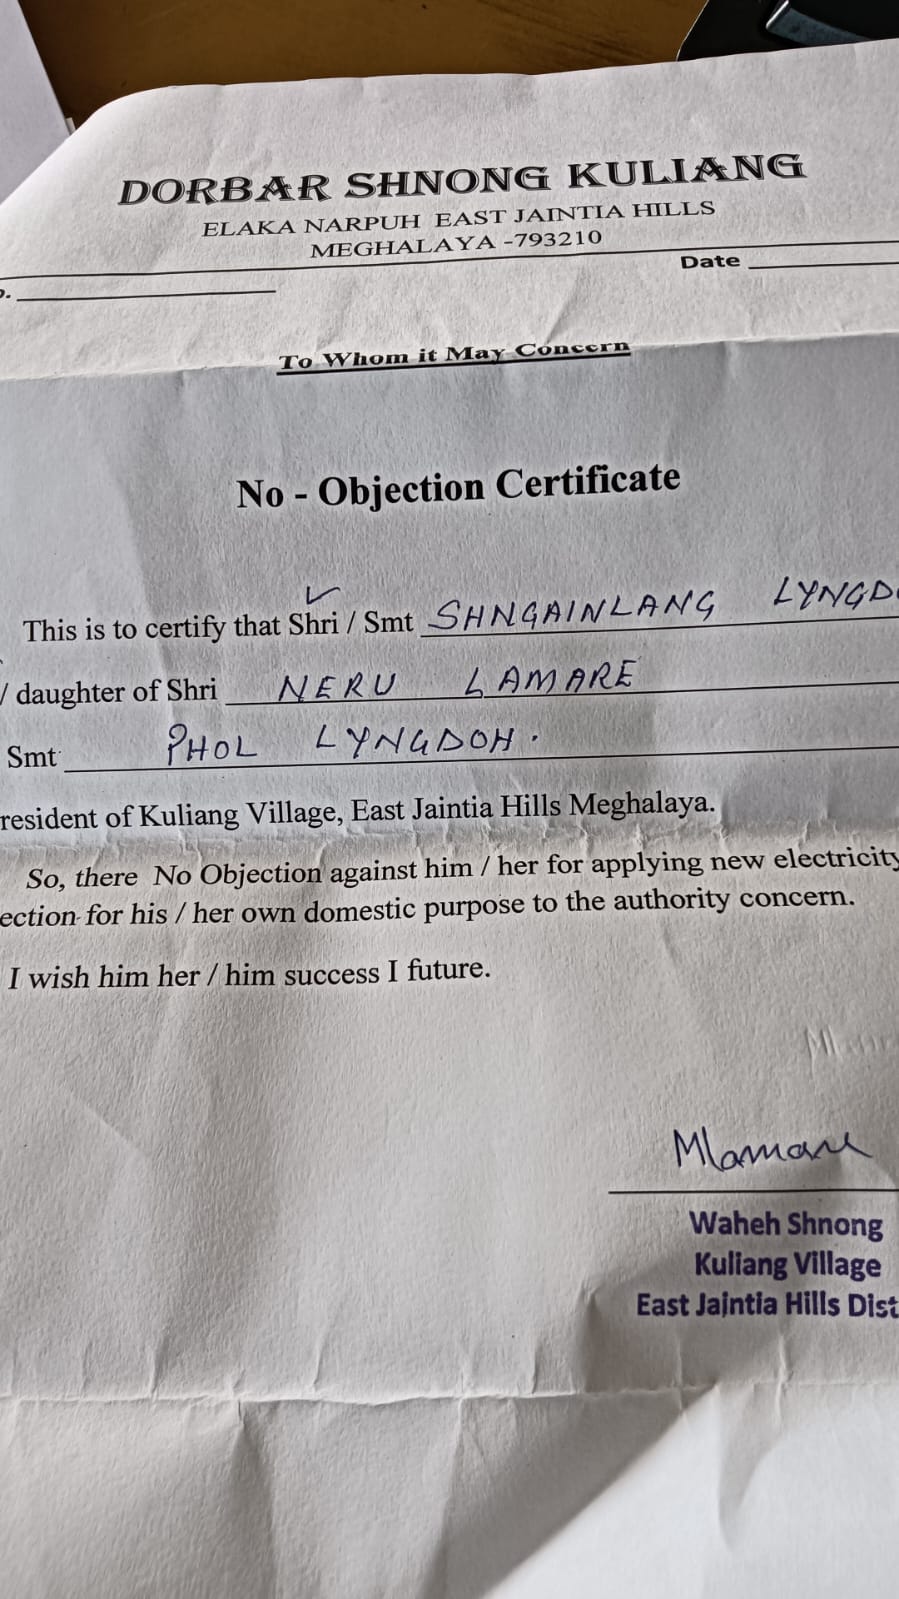 DORBAR SHNONG KULIANG
ELAKA NARPUH EAST JAINTIA HILLS
MEGHALAYA -793210
Date
To Whom it May Concern
No - Objection Certificate
This is to certify that Shri / Smt SHNGAINLANG
/ daughter of Shri NERU LAMARE
Smt PHOL LYNGDOH.
resident of Kuliang Village, East Jaintia Hills Meghalaya.
So, there No Objection against him / her for applying new electricity
for his / her own domestic purpose to the authority concern.
I wish him her / him success I future.
Mlamare
Waheh Shnong
Kuliang Village
East Jaintia Hills Dist